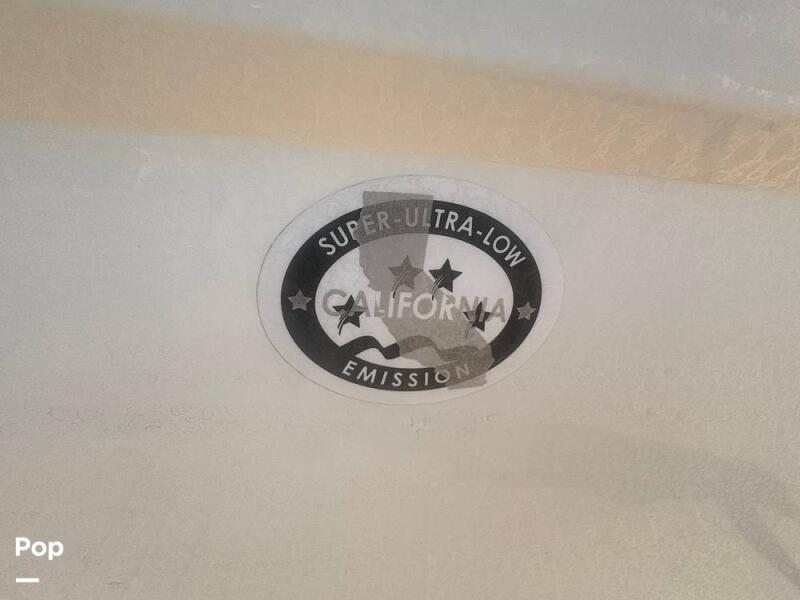 SUPER-ULTRA-LOW
CALIFORNIA
EMISSION
Pop